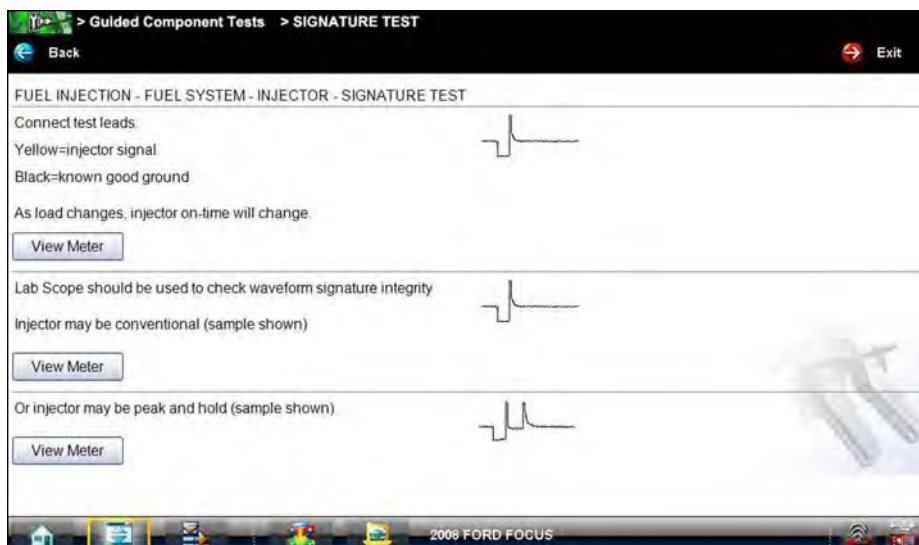 > Guided Component Tests > SIGNATURE TEST
Back
Exit
FUEL INJECTION - FUEL SYSTEM - INJECTOR - SIGNATURE TEST
Connect test leads:
Yellow=injector signal
Black=known good ground
As load changes, injector on-time will change.
View Meter
Lab Scope should be used to check waveform signature integrity
Injector may be conventional (sample shown)
View Meter
Or injector may be peak and hold (sample shown)
View Meter
2008 FORD FOCUS